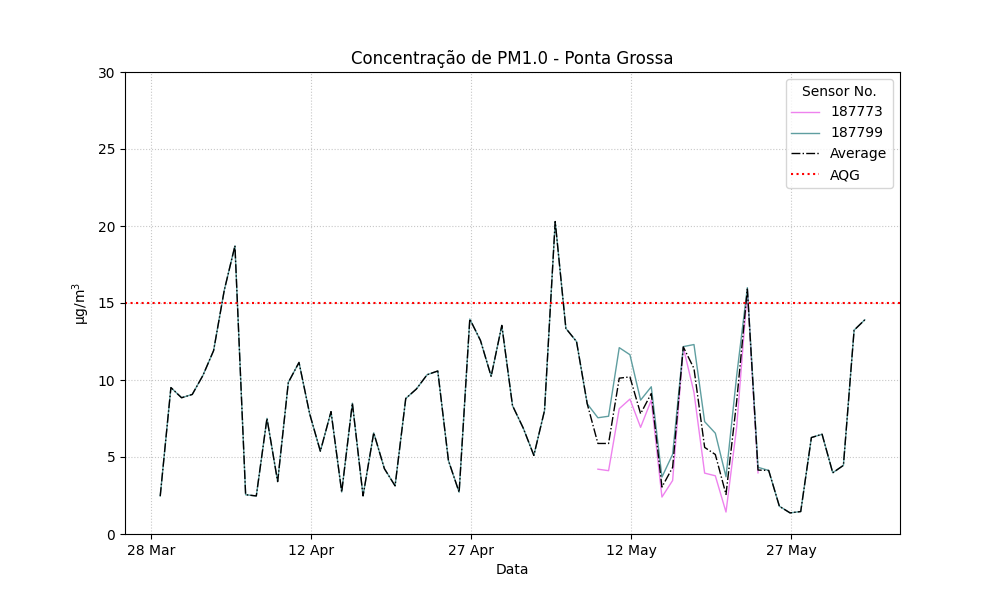 Concentração de PM1.0 - Ponta Grossa
Sensor No.
187773
187799
Average
AQG
µg/m³
30
25
20
15
10
5
0
28 Mar
12 Apr
27 Apr
12 May
27 May
Data